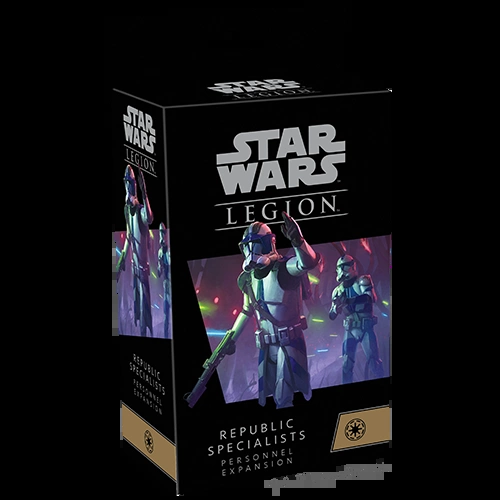 STAR
WARS
LEGION
REPUBLIC
SPECIALISTS
PERSONNEL
EXPANSION
STAR
WARS
LEGION
REPUBLIC
SPECIALISTS
PERSONNEL
EXPANSION